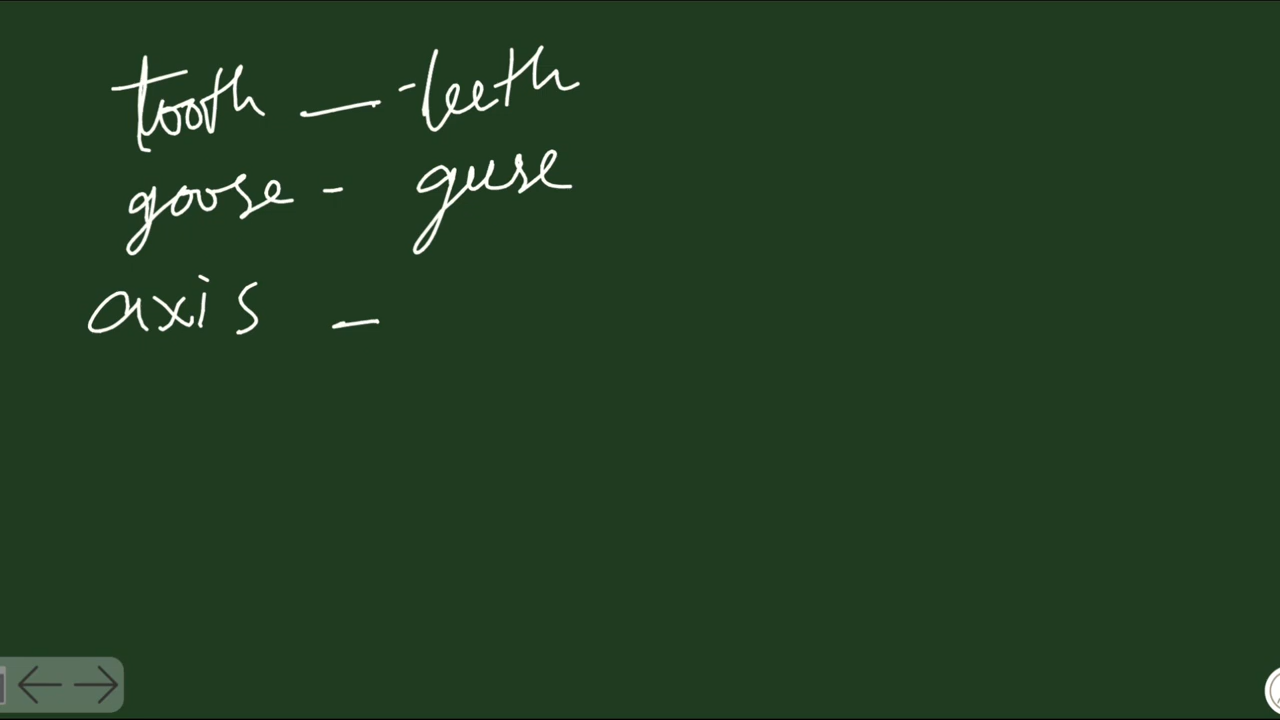 tooth — teeth
goose - geese
axis —